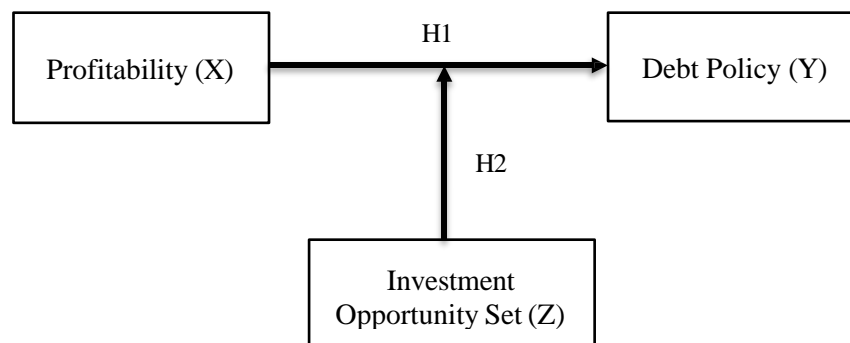 H1
Profitability (X)
Debt Policy (Y)
H2
Investment
Opportunity Set (Z)